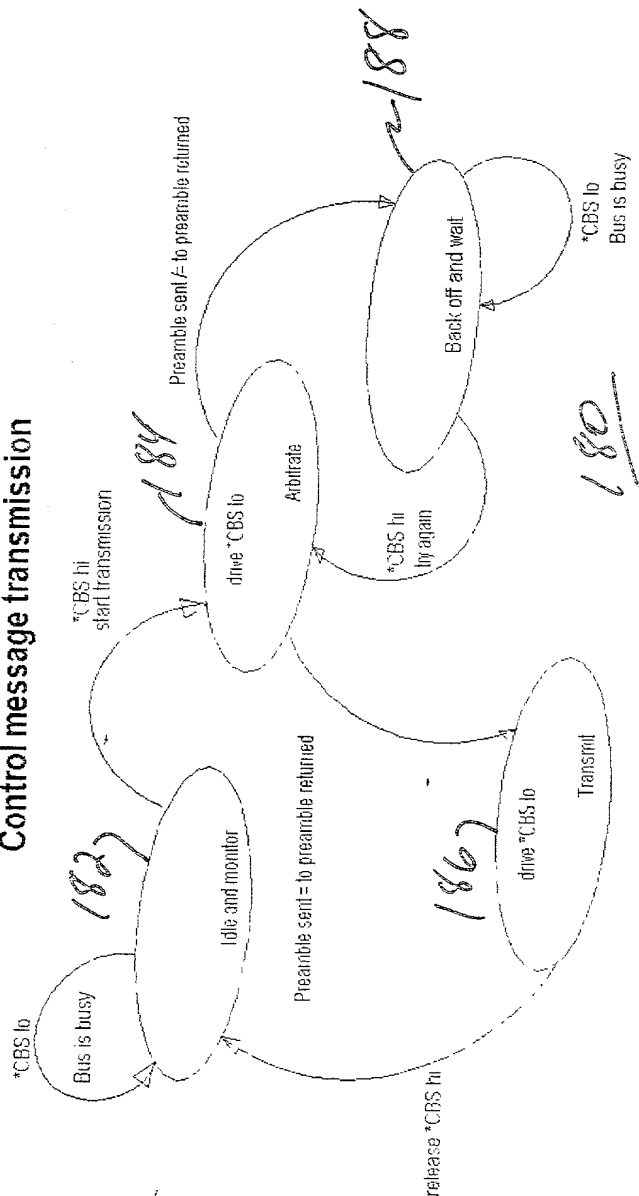 Control message transmission
*CBS lo
Bus is busy
182
Idle and monitor
*CBS hi
start transmission
184
drive *CBS lo
Arbitrate
Preamble sent /= to preamble returned
188
Back off and wait
*CBS lo
Bus is busy
*CBS hi
try again
Preamble sent = to preamble returned
186
drive *CBS lo
Transmit
release *CBS hi
180